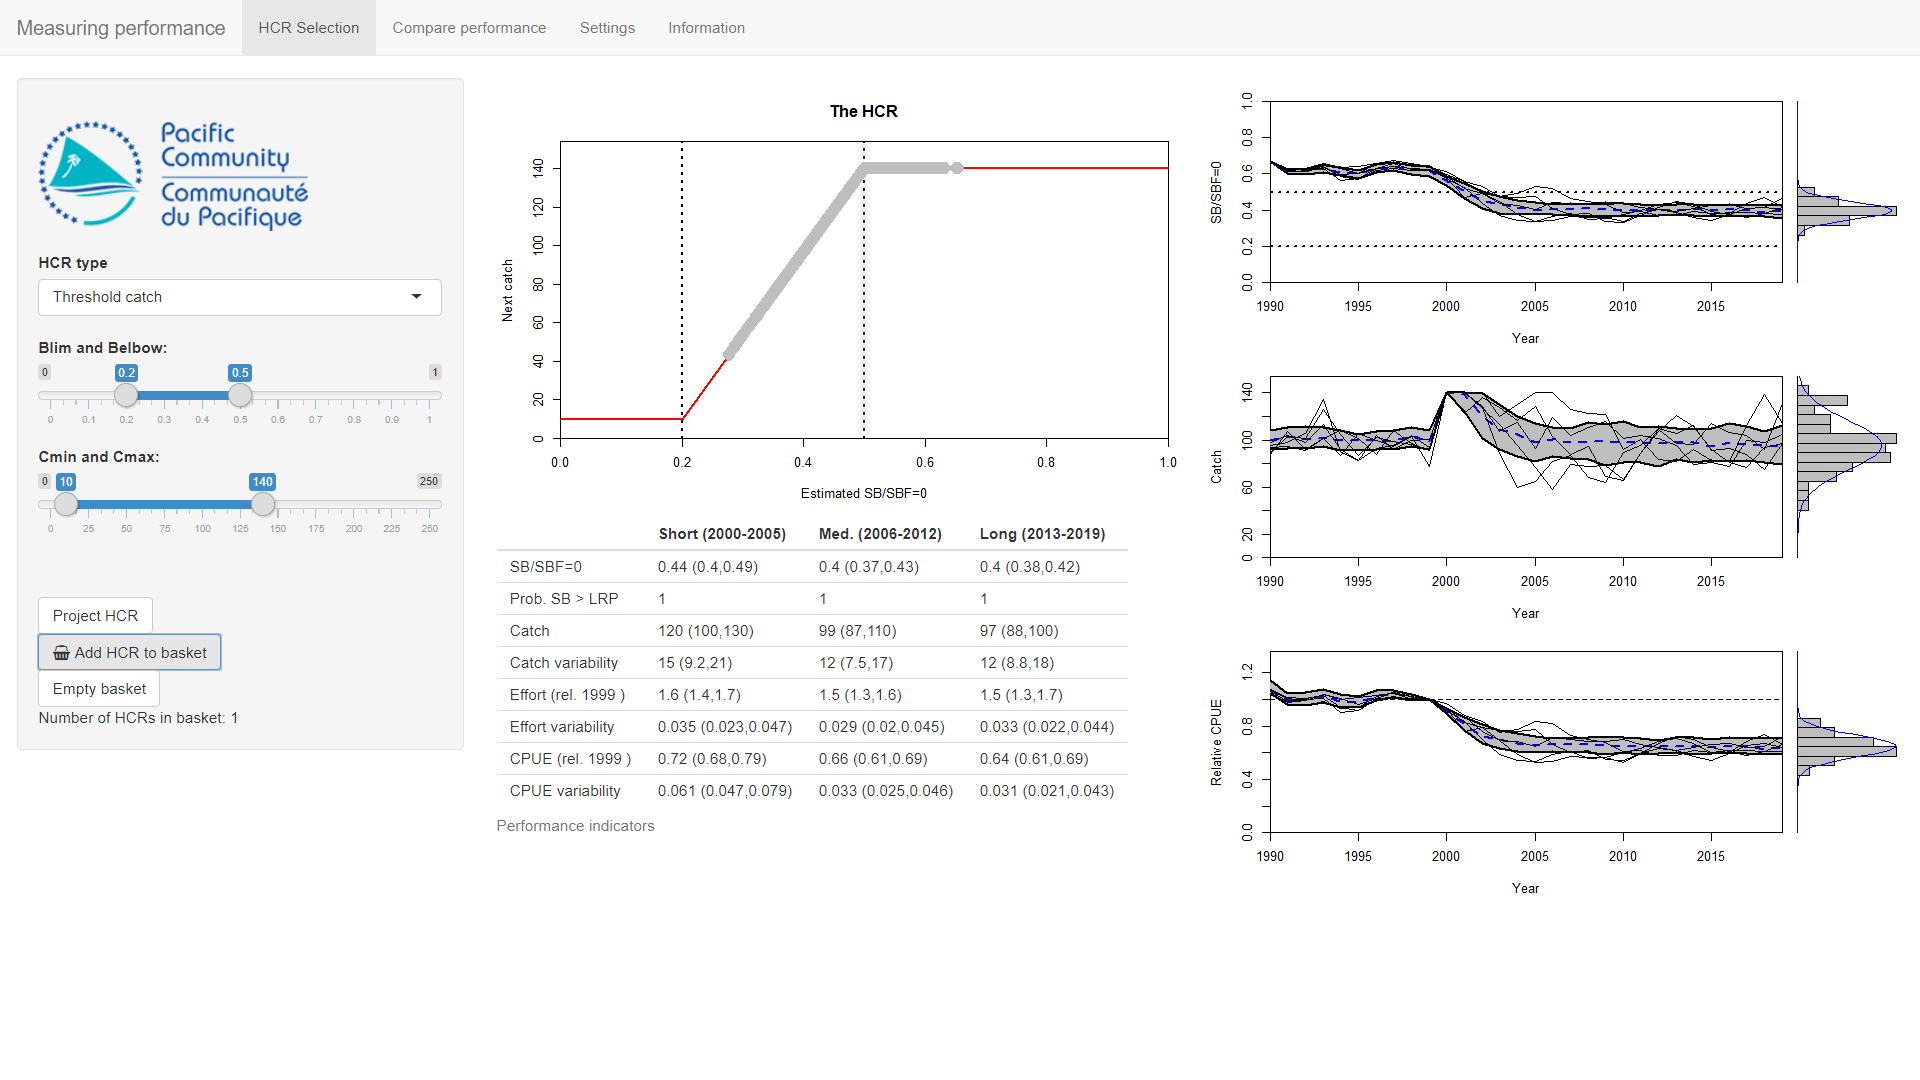 Measuring performance HCR Selection Compare performance Settings Information
Pacific
Community
Communauté
du Pacifique
HCR type
Threshold catch
Blim and Belbow:
0 0.2 0.5 1
0 0.1 0.2 0.3 0.4 0.5 0.6 0.7 0.8 0.9 1
Cmin and Cmax:
0 10 140 250
0 25 50 75 100 125 150 175 200 225 250
Project HCR
Add HCR to basket
Empty basket
Number of HCRs in basket: 1
The HCR
Next catch
0 20 40 60 80 100 120 140
0.0 0.2 0.4 0.6 0.8 1.0
Estimated SB/SBF=0
Short (2000-2005) Med. (2006-2012) Long (2013-2019)
SB/SBF=0 0.44 (0.4,0.49) 0.4 (0.37,0.43) 0.4 (0.38,0.42)
Prob. SB > LRP 1 1 1
Catch 120 (100,130) 99 (87,110) 97 (88,100)
Catch variability 15 (9.2,21) 12 (7.5,17) 12 (8.8,18)
Effort (rel. 1999 ) 1.6 (1.4,1.7) 1.5 (1.3,1.6) 1.5 (1.3,1.7)
Effort variability 0.035 (0.023,0.047) 0.029 (0.02,0.045) 0.033 (0.022,0.044)
CPUE (rel. 1999 ) 0.72 (0.68,0.79) 0.66 (0.61,0.69) 0.64 (0.61,0.69)
CPUE variability 0.061 (0.047,0.079) 0.033 (0.025,0.046) 0.031 (0.021,0.043)
Performance indicators
SB/SBF=0
0.0 0.2 0.4 0.6 0.8 1.0
1990 1995 2000 2005 2010 2015
Year
Catch
0 20 60 100 140
1990 1995 2000 2005 2010 2015
Year
Relative CPUE
0.0 0.4 0.8 1.2
1990 1995 2000 2005 2010 2015
Year